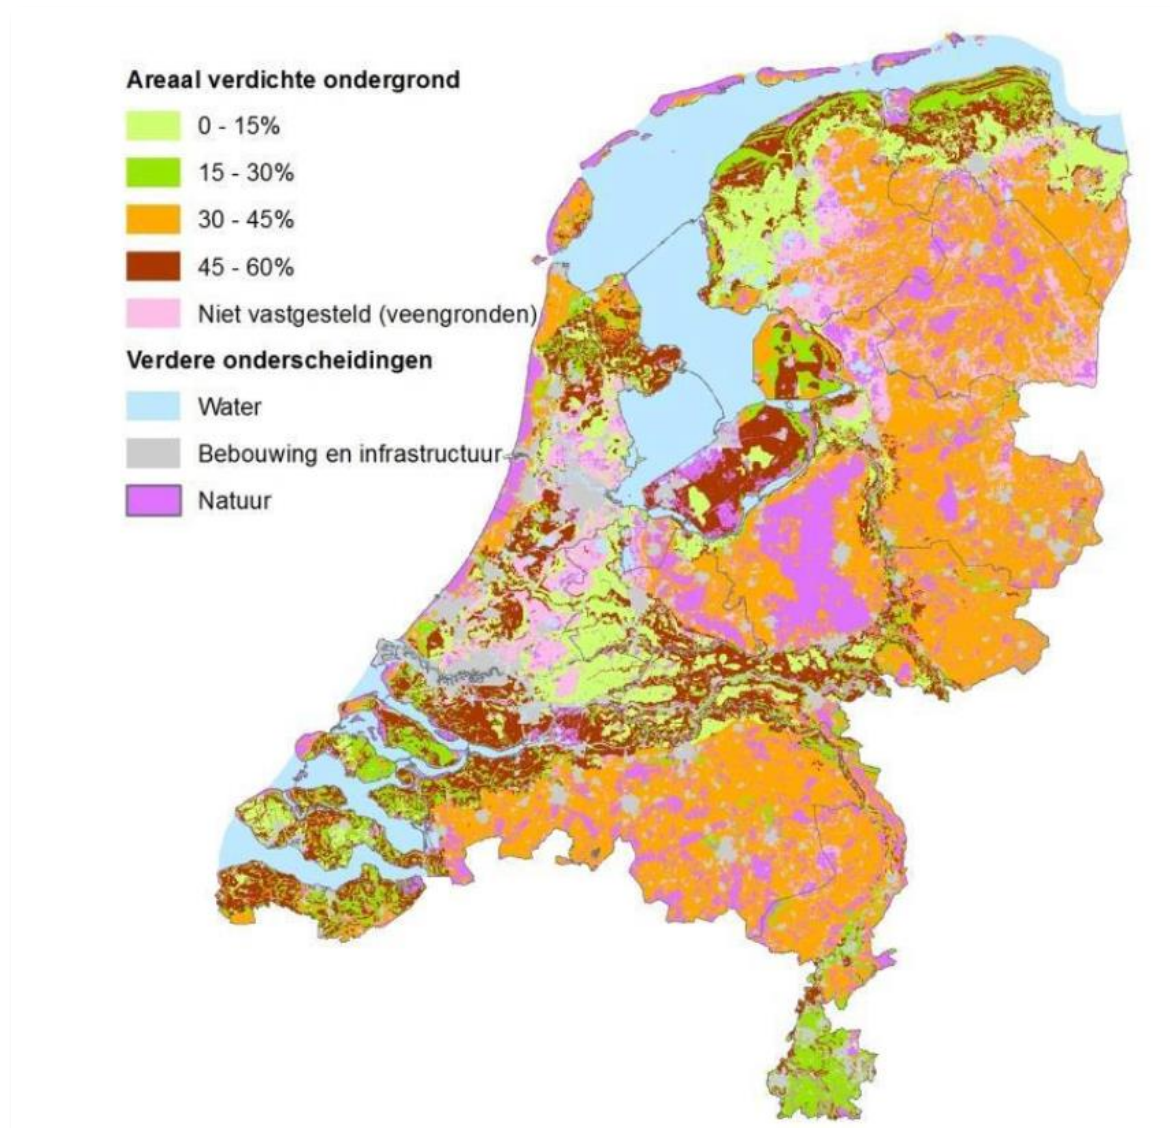 Areaal verdichte ondergrond
0 - 15%
15 - 30%
30 - 45%
45 - 60%
Niet vastgesteld (veengronden)
Verdere onderscheidingen
Water
Bebouwing en infrastructuur
Natuur